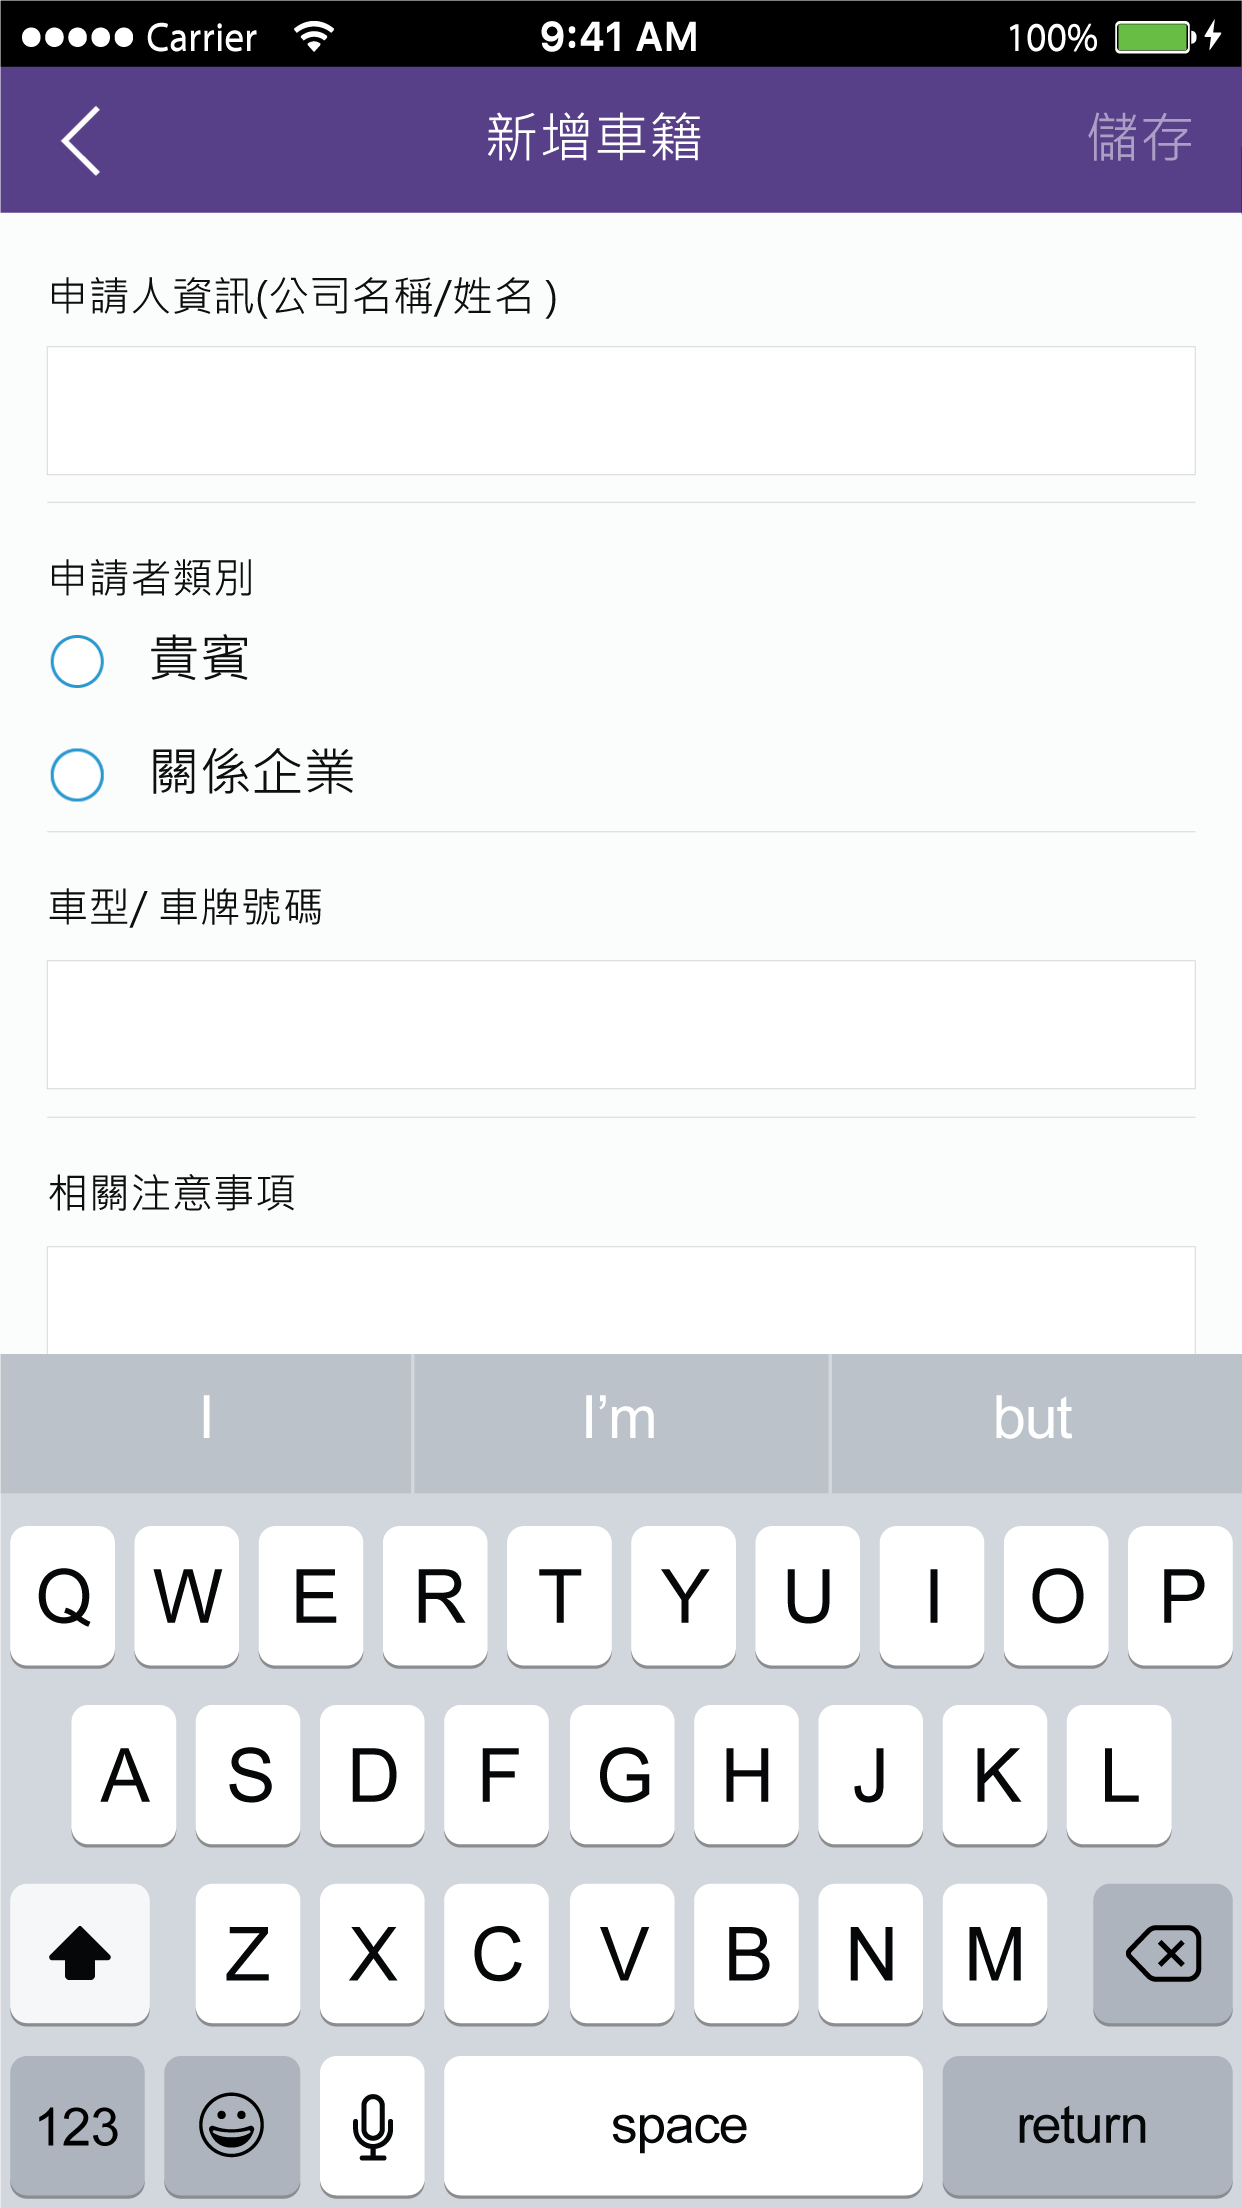 Carrier 9:41 AM 100%
新增車籍 儲存
申請人資訊(公司名稱/姓名 )
申請者類別
貴賓
關係企業
車型/ 車牌號碼
相關注意事項
I I’m but
Q W E R T Y U I O P
A S D F G H J K L
Z X C V B N M
123 space return